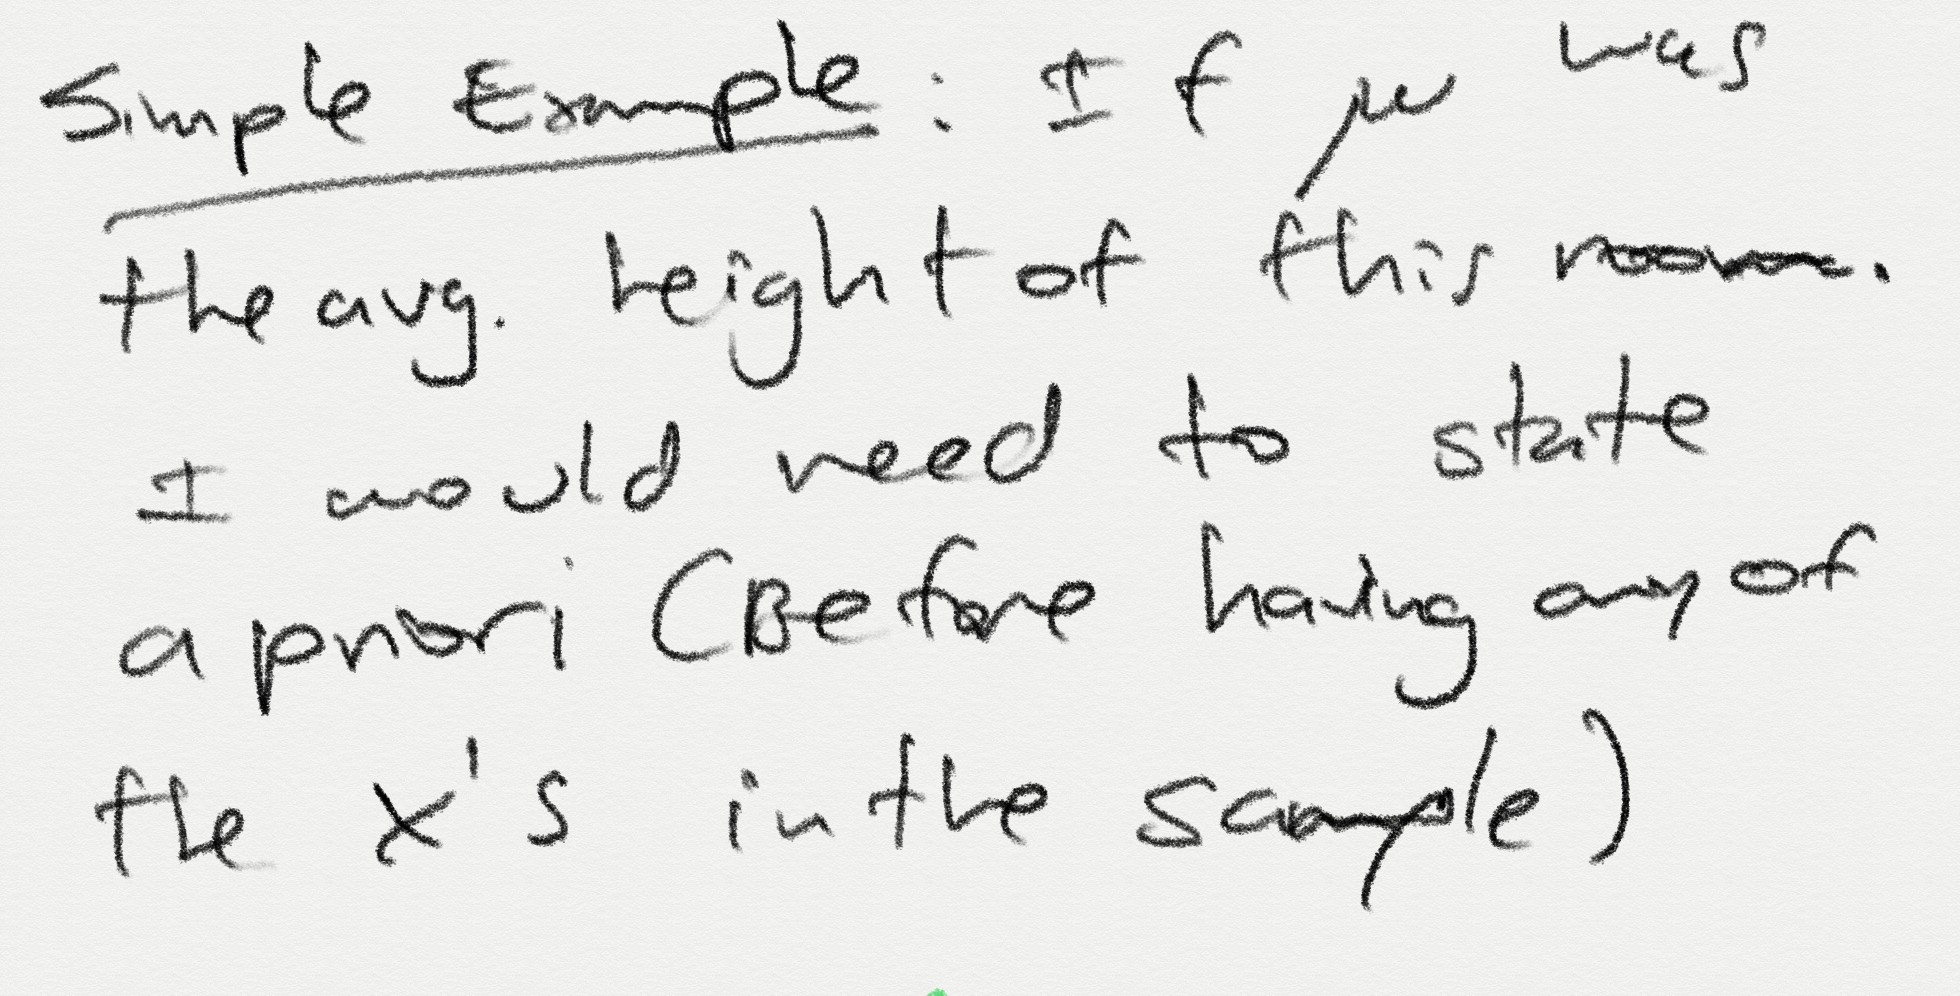 Simple Example : If μ was
the avg. height of this room.
I would need to state
a priori (Before having any of
the x's in the sample)